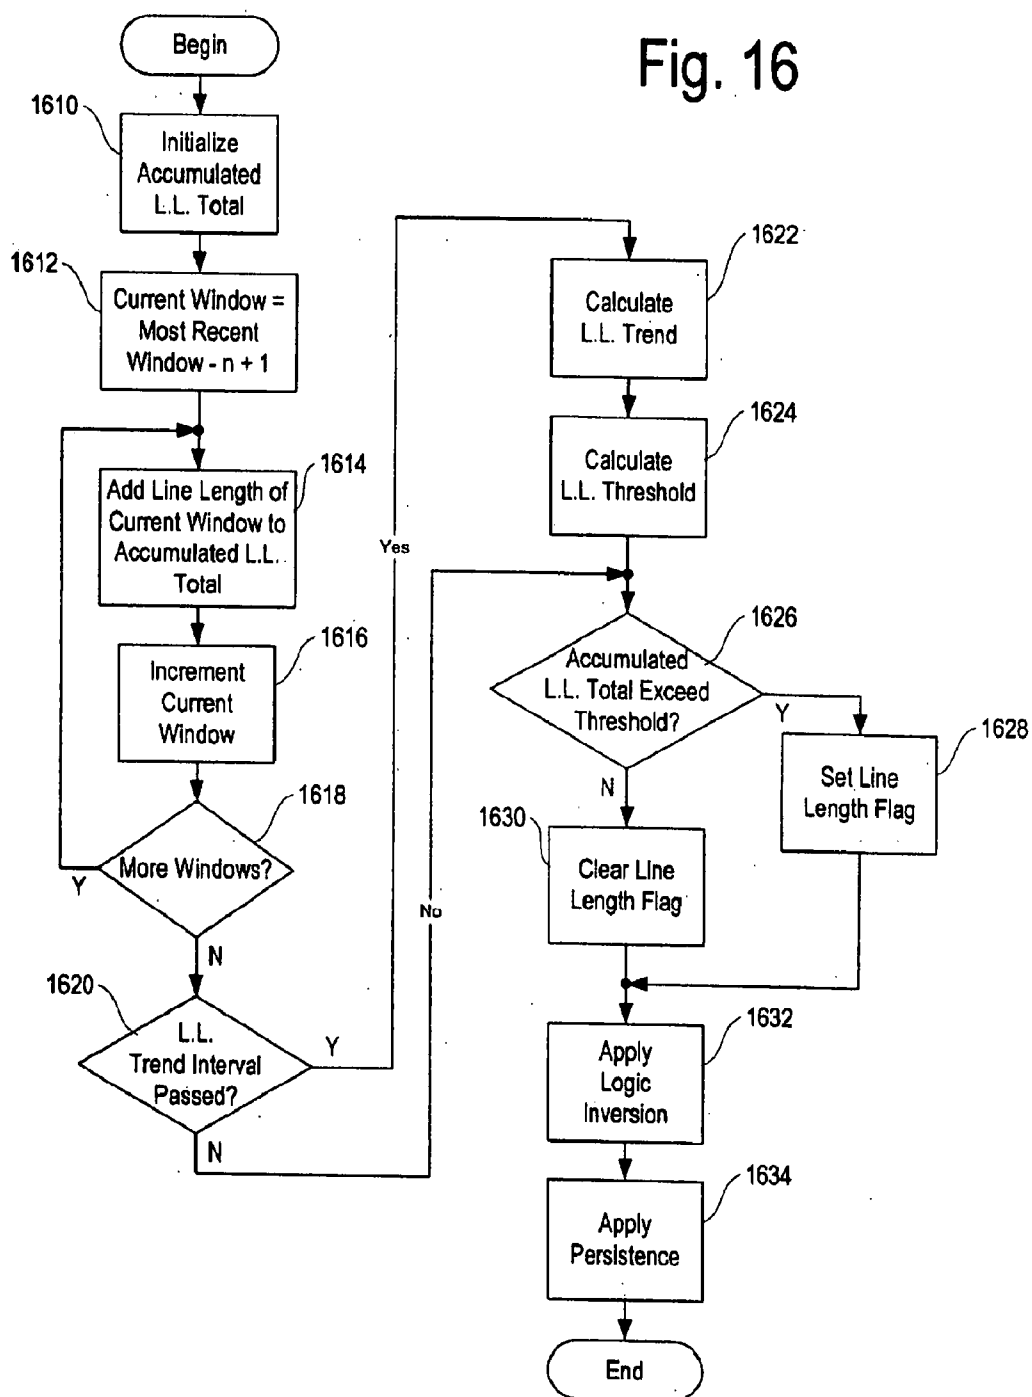 Fig. 16
Begin
1610
Initialize
Accumulated
L.L. Total
1612
Current Window =
Most Recent
Window - n + 1
1614
Add Line Length of
Current Window to
Accumulated L.L.
Total
1616
Increment
Current
Window
1618
More Windows?
Y
N
1620
L.L.
Trend Interval
Passed?
Y
N
Yes
No
1622
Calculate
L.L. Trend
1624
Calculate
L.L. Threshold
1626
Accumulated
L.L. Total Exceed
Threshold?
Y
N
1628
Set Line
Length Flag
1630
Clear Line
Length Flag
1632
Apply
Logic
Inversion
1634
Apply
Persistence
End